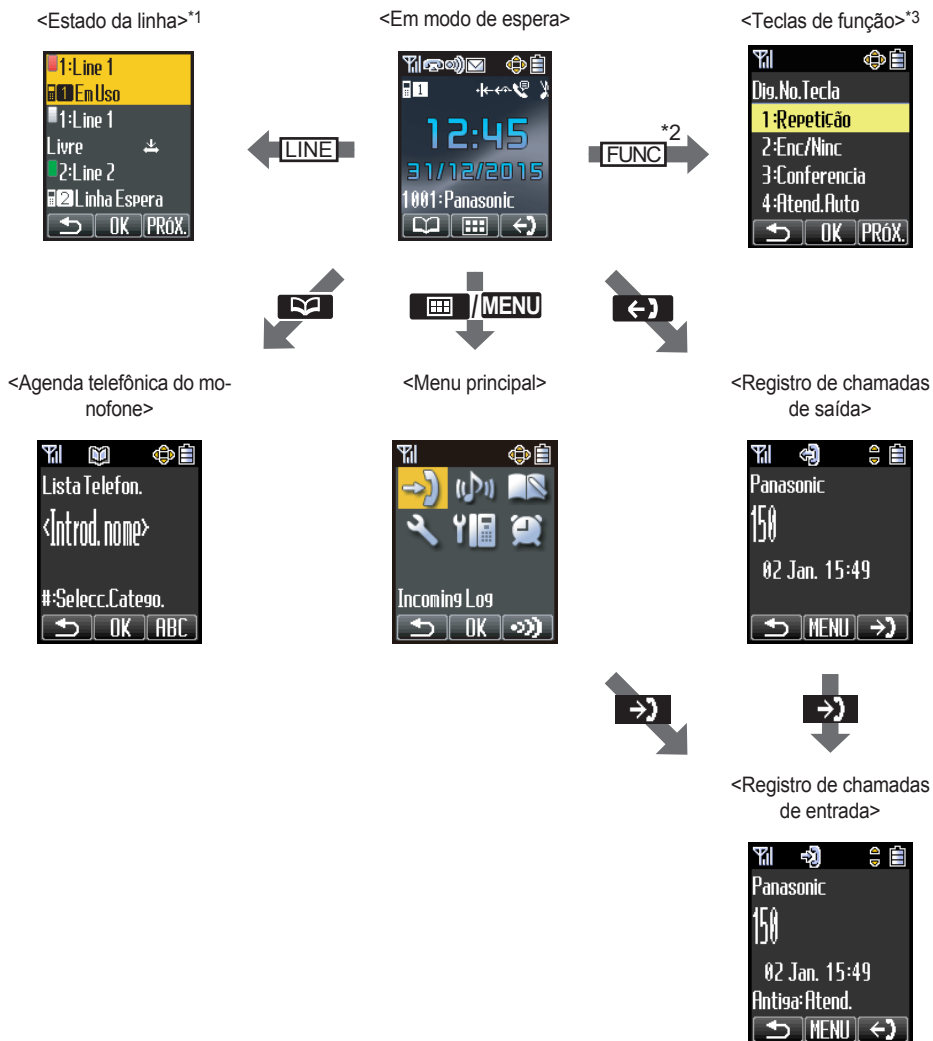 <Estado da linha>*1
1:Line 1
1 Em Uso
1:Line 1
Livre
2:Line 2
2 Linha Espera
OK PRÓX.
LINE
<Em modo de espera>
1
12:45
31/12/2015
1001:Panasonic
*2
FUNC
<Teclas de função>*3
Dig.No.Tecla
1:Repetição
2:Enc/Ninc
3:Conferencia
4:Atend.Auto
OK PRÓX.
/MENU
<Agenda telefônica do mo-
nofone>
Lista Telefon.
<Introd. nome>
#:Selecc.Catego.
OK ABC
<Menu principal>
Incoming Log
OK
<Registro de chamadas
de saída>
Panasonic
150
02 Jan. 15:49
MENU
<Registro de chamadas
de entrada>
Panasonic
150
02 Jan. 15:49
Antiga:Atend.
MENU